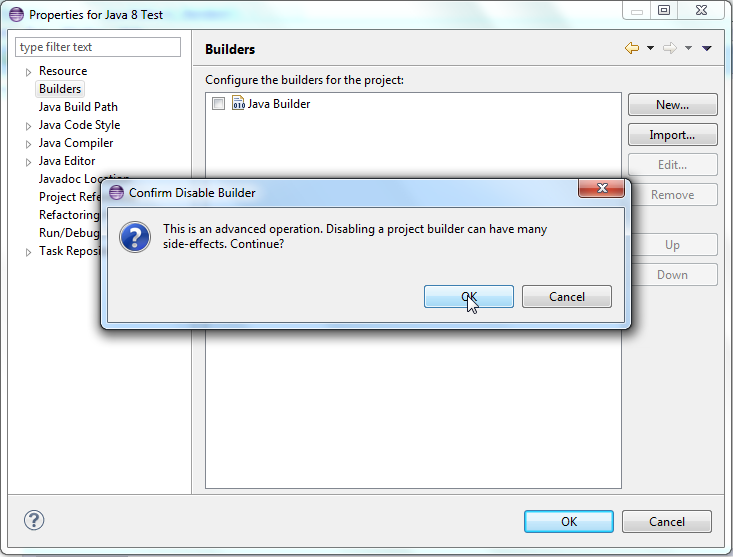 Properties for Java 8 Test
type filter text
Resource
Builders
Java Build Path
Java Code Style
Java Compiler
Java Editor
Javadoc Location
Project Refe
Refactoring
Run/Debug
Task Reposi
Builders
Configure the builders for the project:
010 Java Builder
New...
Import...
Edit...
Remove
Up
Down
Confirm Disable Builder
This is an advanced operation. Disabling a project builder can have many
side-effects. Continue?
OK
Cancel
OK
Cancel